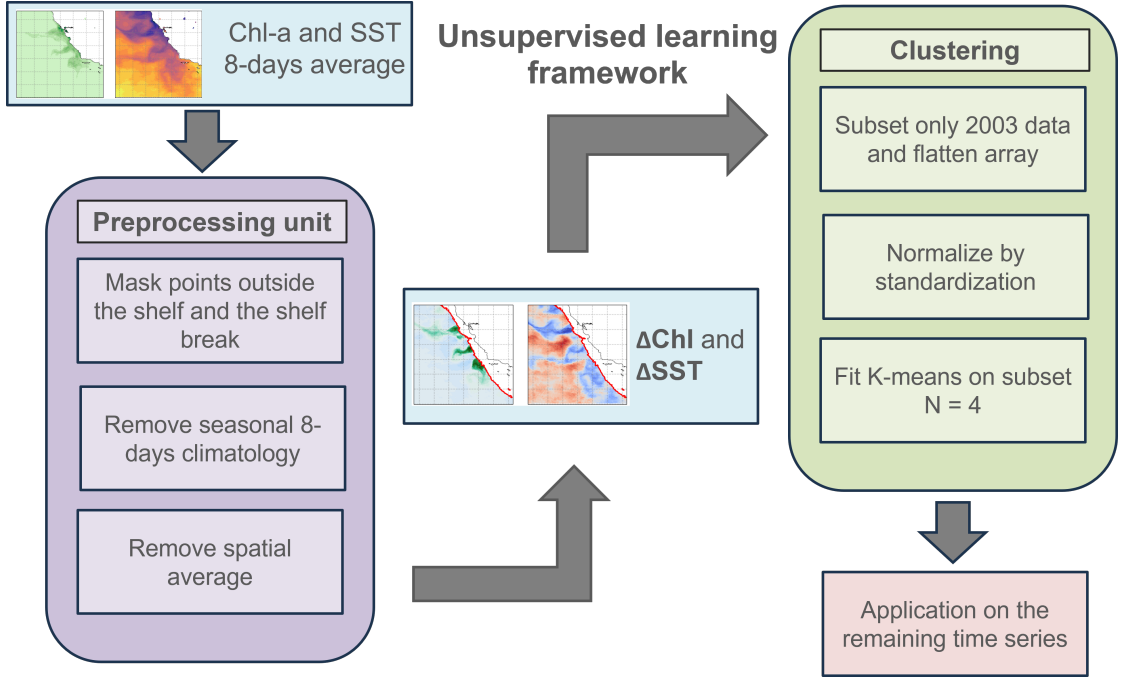 Chl-a and SST
8-days average
Unsupervised learning
framework
Preprocessing unit
Mask points outside
the shelf and the shelf
break
Remove seasonal 8-
days climatology
Remove spatial
average
ΔChl and
ΔSST
Clustering
Subset only 2003 data
and flatten array
Normalize by
standardization
Fit K-means on subset
N = 4
Application on the
remaining time series